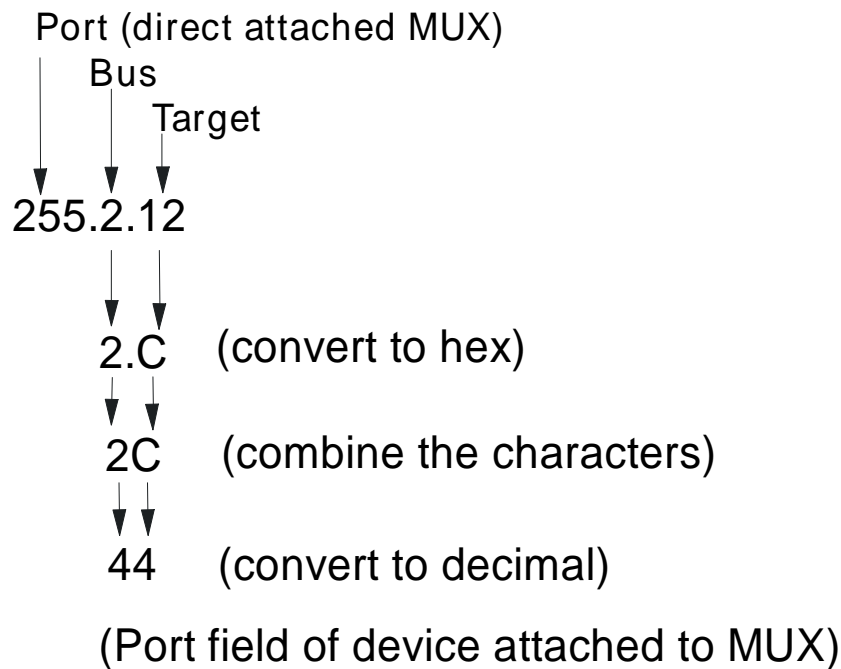 Port (direct attached MUX)
Bus
Target
255.2.12
2.C (convert to hex)
2C (combine the characters)
44 (convert to decimal)
(Port field of device attached to MUX)